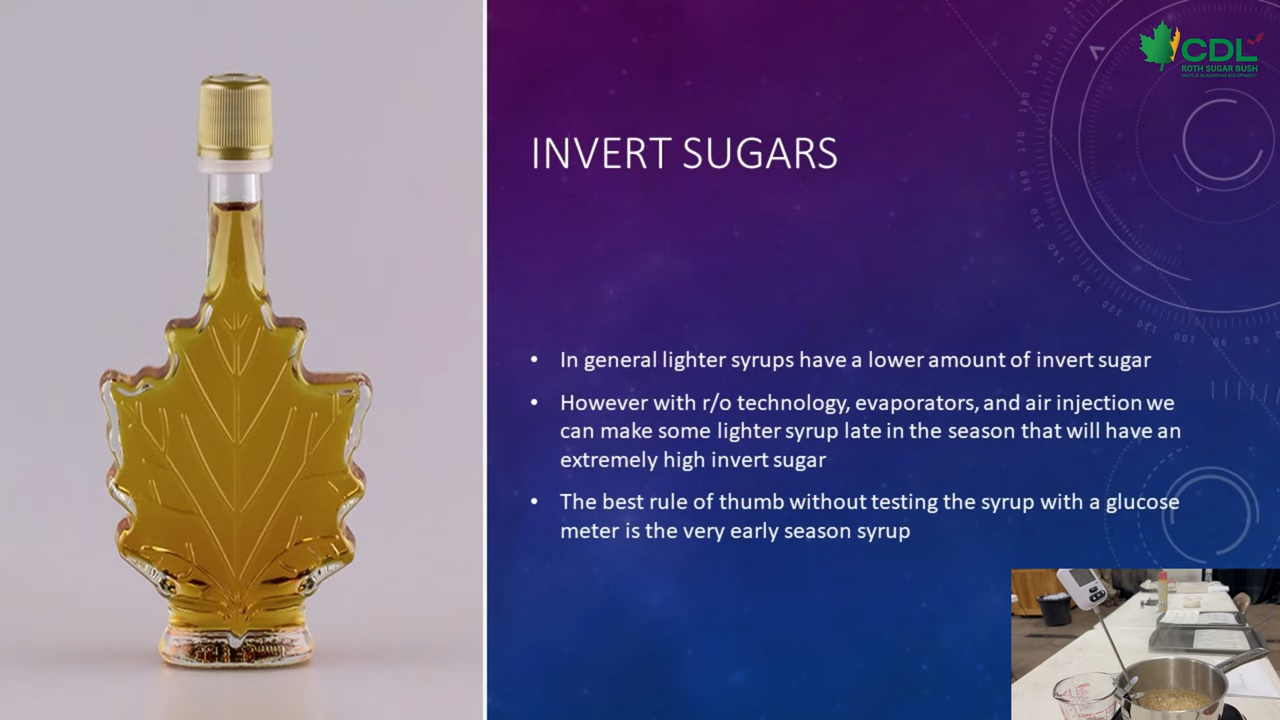 CDL
ROTH SUGAR BUSH
MAPLE SUGARING EQUIPMENT
INVERT SUGARS
• In general lighter syrups have a lower amount of invert sugar
• However with r/o technology, evaporators, and air injection we
can make some lighter syrup late in the season that will have an
extremely high invert sugar
• The best rule of thumb without testing the syrup with a glucose
meter is the very early season syrup